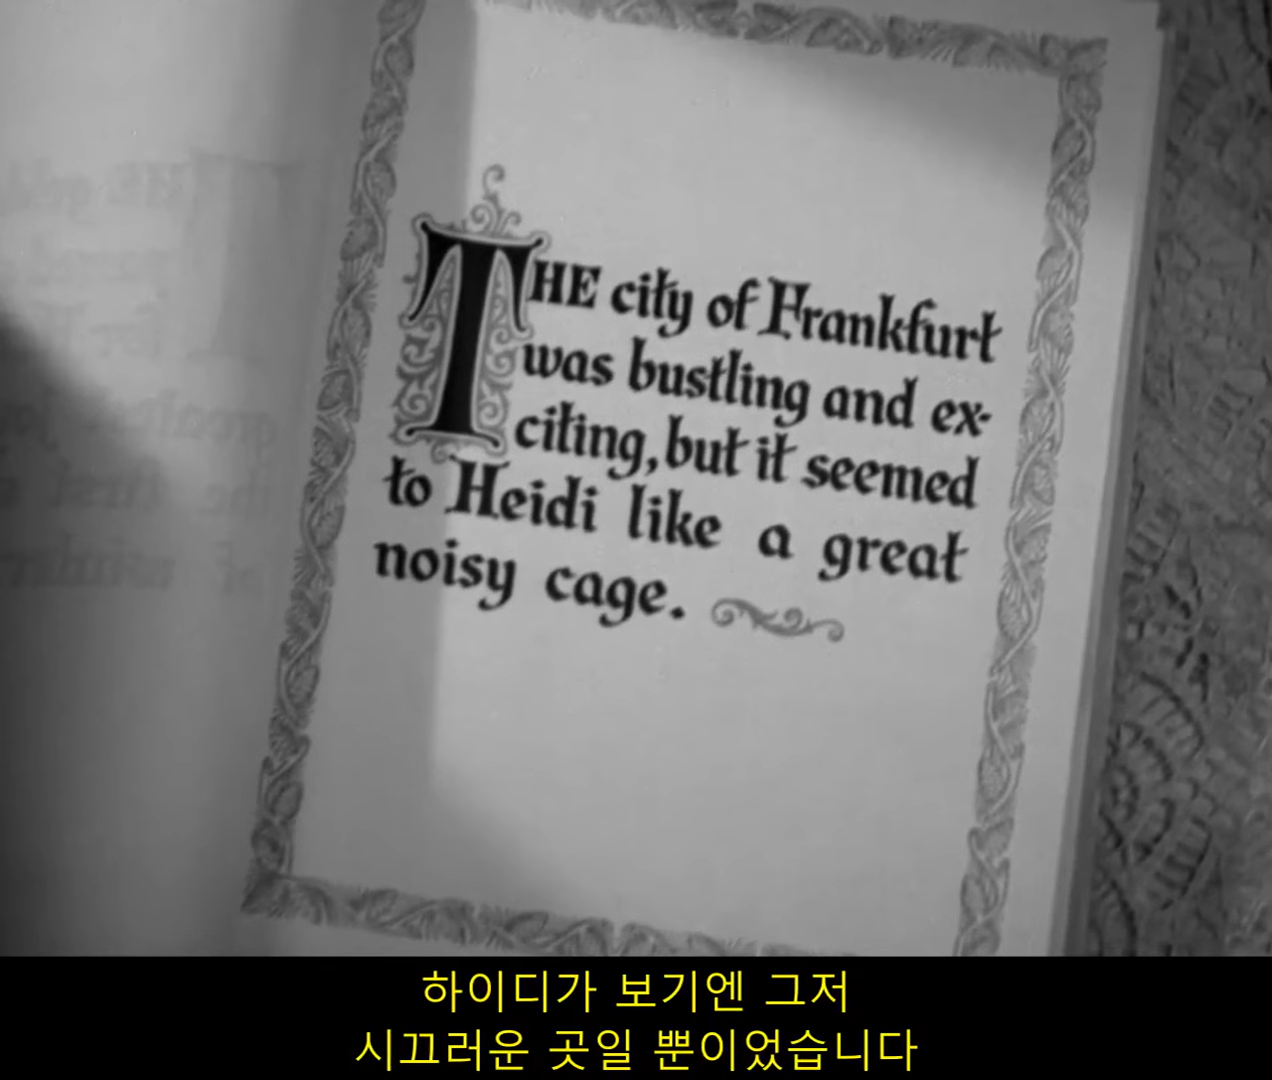 THE city of Frankfurt
was bustling and ex-
citing, but it seemed
to Heidi like a great
noisy cage.
하이디가 보기엔 그저
시끄러운 곳일 뿐이었습니다